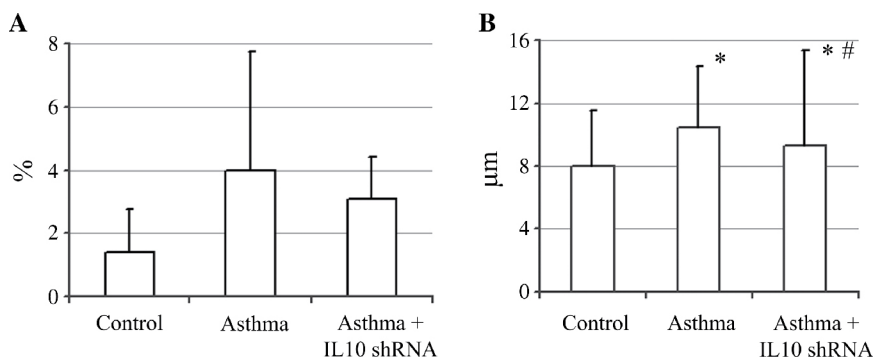 A
8
6
4
2
0
%
Control
Asthma
Asthma +
IL10 shRNA
B
16
12
8
4
0
µm
*
* #
Control
Asthma
Asthma +
IL10 shRNA